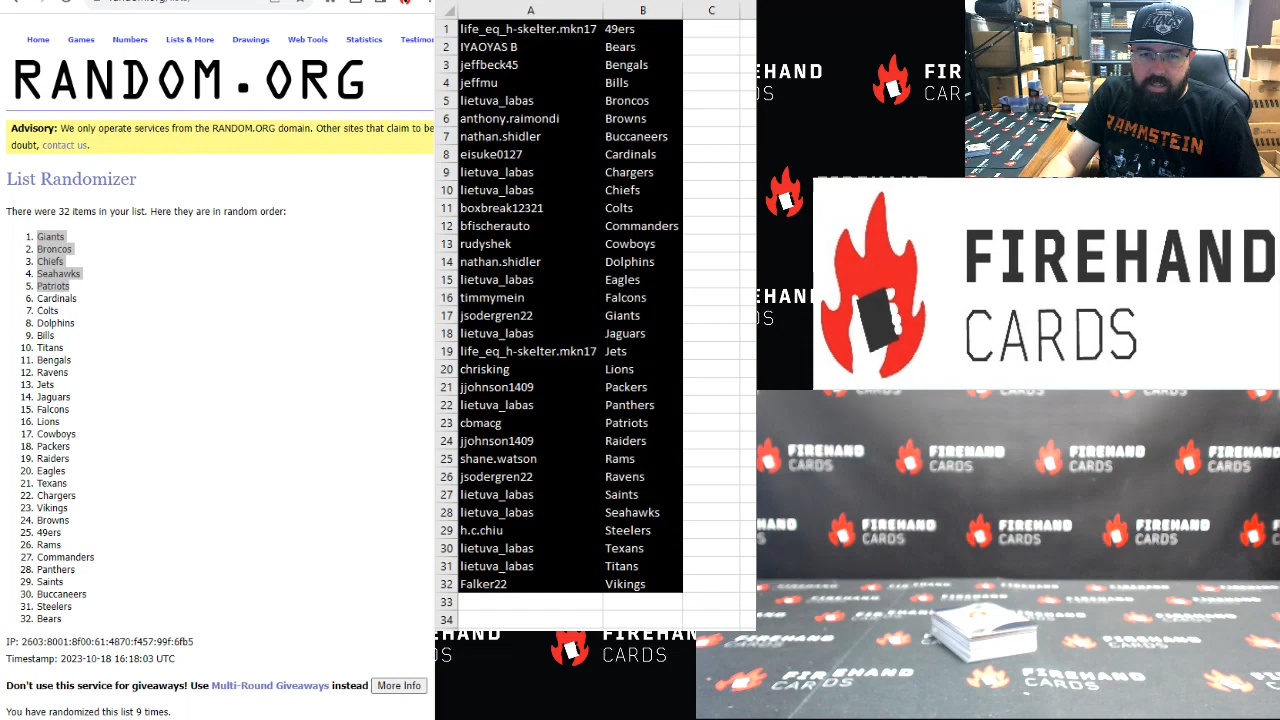 Home Games Numbers Lists & More Drawings Web Tools Statistics Testimor
RANDOM.ORG
Advisory: We only operate services from the RANDOM.ORG domain. Other sites that claim to be
doubt, contact us.
List Randomizer
There were 32 items in your list. Here they are in random order:
1. Giants
2. Broncos
3. Chiefs
4. Seahawks
5. Patriots
6. Cardinals
7. Colts
8. Dolphins
9. Bills
10. Titans
11. Bengals
12. Ravens
13. Jets
14. Jaguars
15. Falcons
16. Lions
17. Cowboys
18. Packers
19. Raiders
20. Eagles
21. Texans
22. Chargers
23. Vikings
24. Browns
25. 49ers
26. Rams
27. Commanders
28. Panthers
29. Saints
30. Buccaneers
31. Steelers
32. Bears
IP: 2603:8001:8f00:61:4870:f457:99f:6fb5
Timestamp: 2023-10-18 16:18:03 UTC
Don't use this service for giveaways! Use Multi-Round Giveaways instead More Info
You have randomized this list 9 times.
A B C
1 life_eq_h-skelter.mkn17 49ers
2 IYAOYAS B Bears
3 jeffbeck45 Bengals
4 jeffmu Bills
5 lietuva_labas Broncos
6 anthony.raimondi Browns
7 nathan.shidler Buccaneers
8 eisuke0127 Cardinals
9 lietuva_labas Chargers
10 lietuva_labas Chiefs
11 boxbreak12321 Colts
12 bfischerauto Commanders
13 rudyshek Cowboys
14 nathan.shidler Dolphins
15 lietuva_labas Eagles
16 timmymein Falcons
17 jsodergren22 Giants
18 lietuva_labas Jaguars
19 life_eq_h-skelter.mkn17 Jets
20 chrisking Lions
21 jjohnson1409 Packers
22 lietuva_labas Panthers
23 cbmacg Patriots
24 jjohnson1409 Raiders
25 shane.watson Rams
26 jsodergren22 Ravens
27 lietuva_labas Saints
28 lietuva_labas Seahawks
29 h.c.chiu Steelers
30 lietuva_labas Texans
31 lietuva_labas Titans
32 Falker22 Vikings
33
34
EHAND FIR
DS CAR
RAMMSTEIN
FIREHAND
CARDS
FIREHAND
CARDS